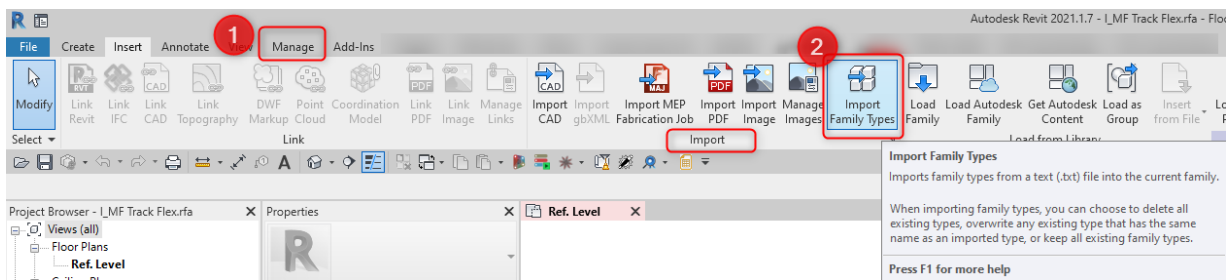 Autodesk Revit 2021.1.7 - I_MF Track Flex.rfa - Floo
1
2
File Create Insert Annotate View Manage Add-Ins
RVT CAD CAD MAJ PDF
Modify Link Link Link Link DWF Point Coordination Link Link Manage Import Import Import MEP Import Import Manage Import Load Load Autodesk Get Autodesk Load as Insert
Revit IFC CAD Topography Markup Cloud Model PDF Image Links CAD gbXML Fabrication Job PDF Image Images Family Types Family Family Content Group from File
Select Link Import Load from Library
A
Import Family Types
Imports family types from a text (.txt) file into the current family.
When importing family types, you can choose to delete all
existing types, overwrite any existing type that has the same
name as an imported type, or keep all existing family types.
Press F1 for more help
Project Browser - I_MF Track Flex.rfa X Properties X Ref. Level X
Views (all)
Floor Plans
Ref. Level
R